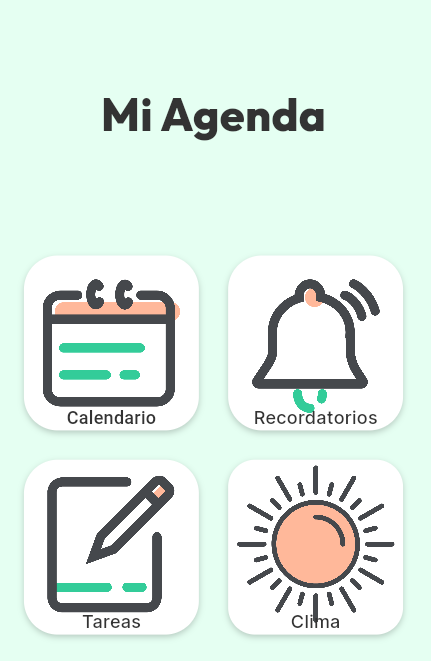 Mi Agenda
Calendario
Recordatorios
Tareas
Clima